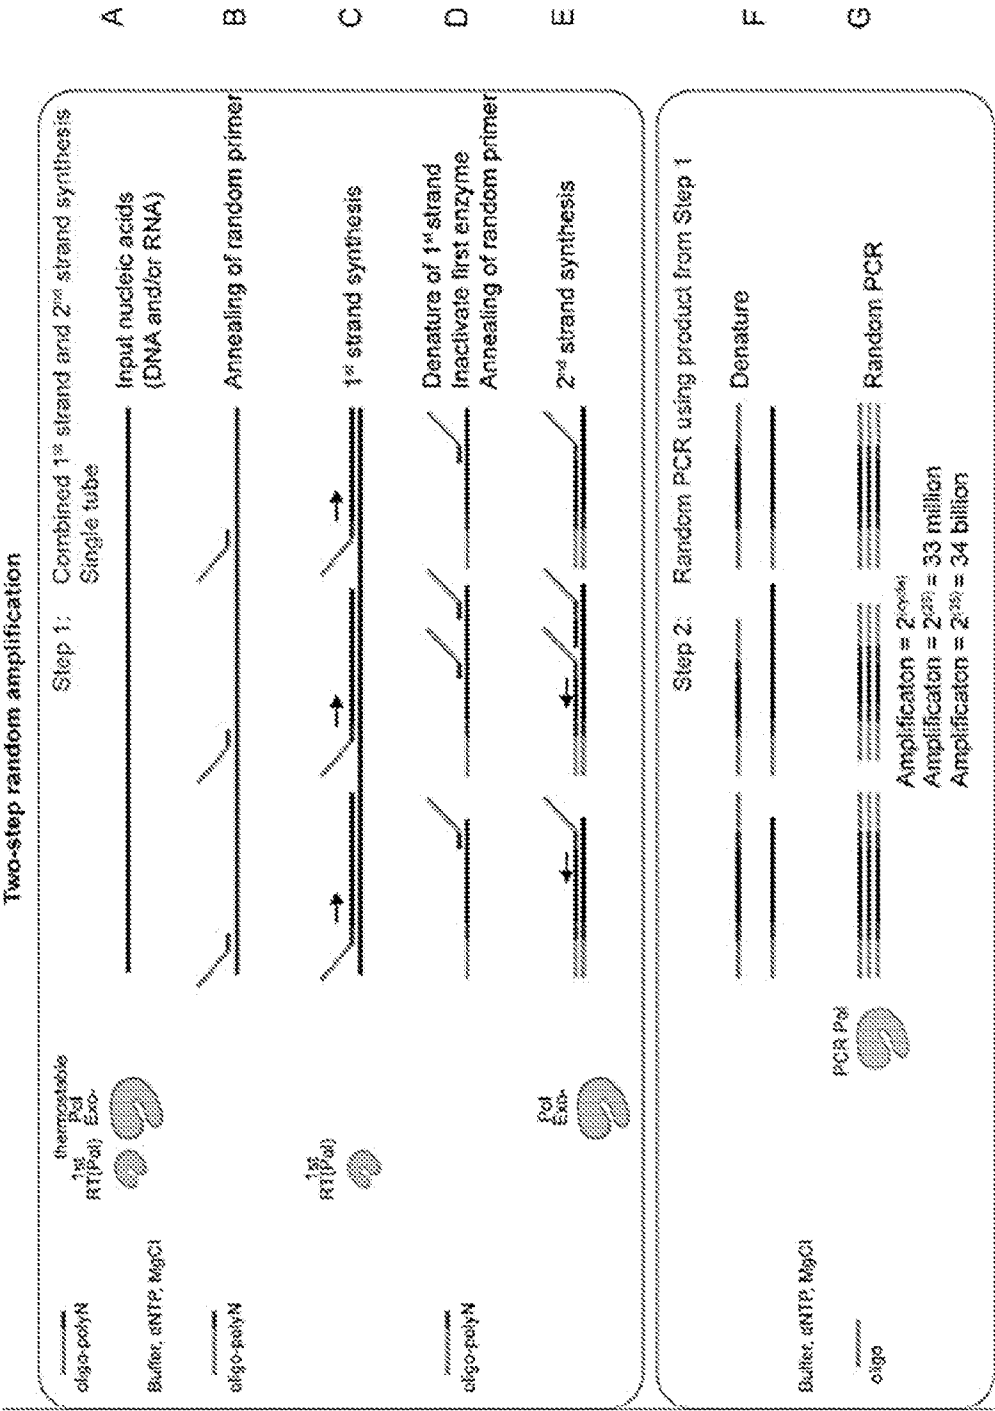 Two-step random amplification
Step 1: Combined 1st strand and 2nd strand synthesis
Single tube
oligo-polyN
Buffer, dNTP, MgCl
1st
RT(Pol)
thermostable
Pol
Exo-
Input nucleic acids
(DNA and/or RNA)
A
oligo-polyN
Annealing of random primer
B
1st
RT(Pol)
1st strand synthesis
C
oligo-polyN
Denature of 1st strand
Inactivate first enzyme
Annealing of random primer
D
Pol
Exo-
2nd strand synthesis
E
Step 2: Random PCR using product from Step 1
Denature
F
Buffer, dNTP, MgCl
oligo
PCR Pol
Random PCR
G
Amplificaton = 2(cycle)
Amplificaton = 2(25) = 33 million
Amplificaton = 2(35) = 34 billion